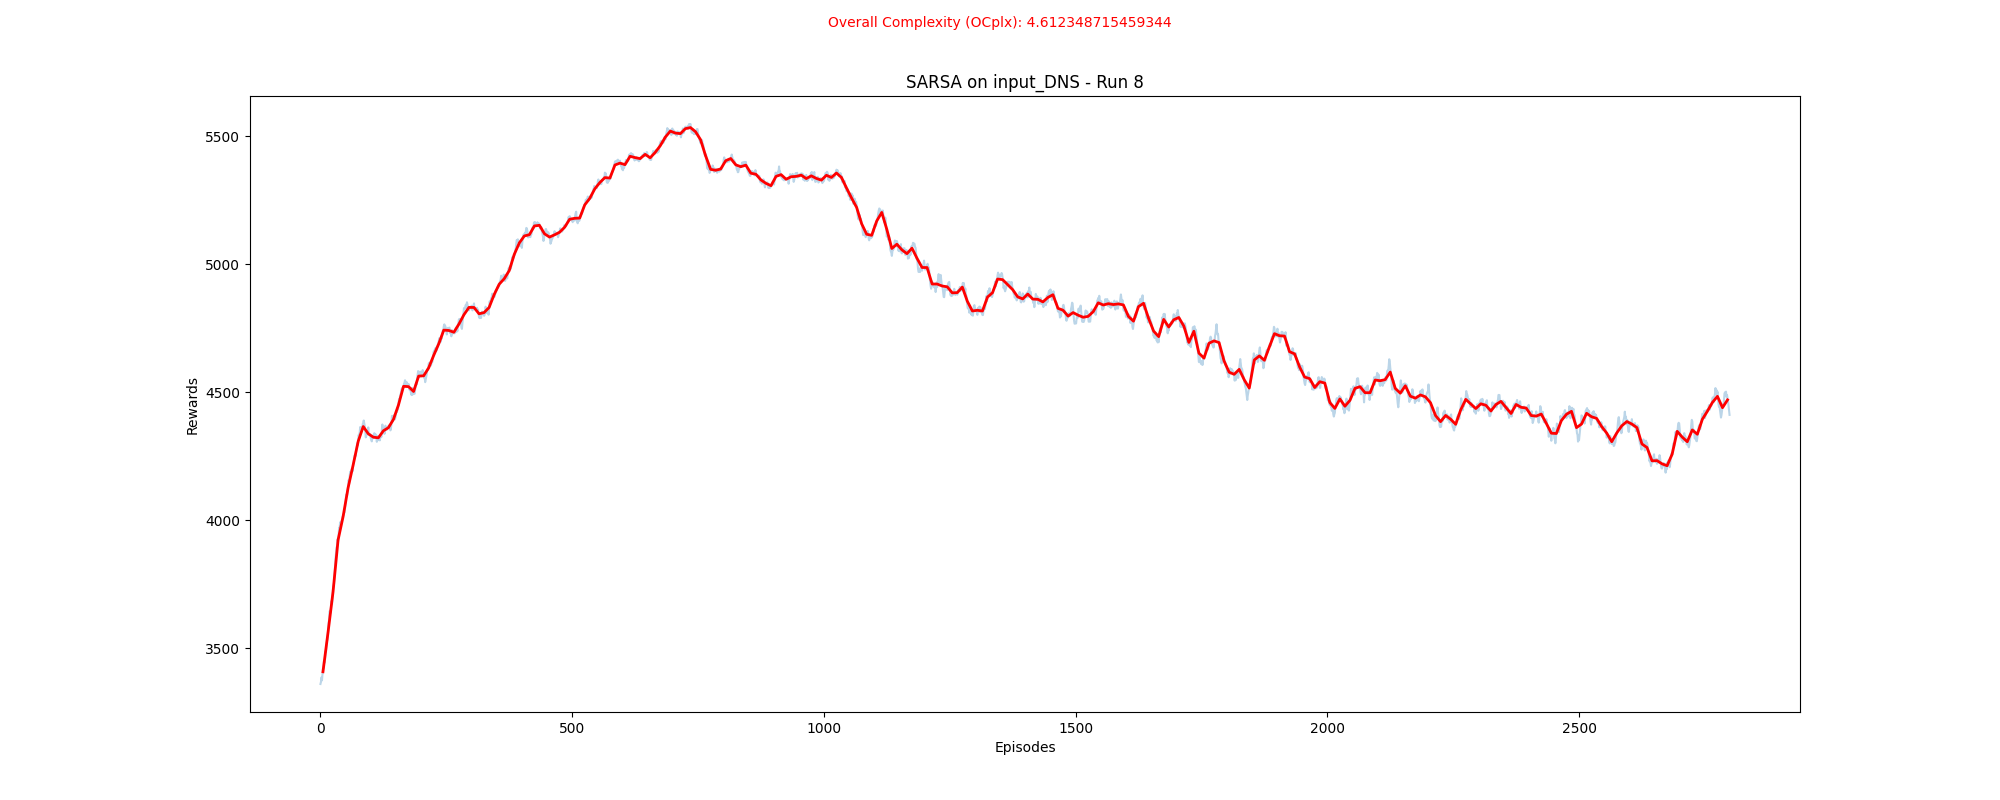 Overall Complexity (OCplx): 4.612348715459344
SARSA on input_DNS - Run 8
5500
5000
4500
4000
3500
Rewards
0 500 1000 1500 2000 2500
Episodes